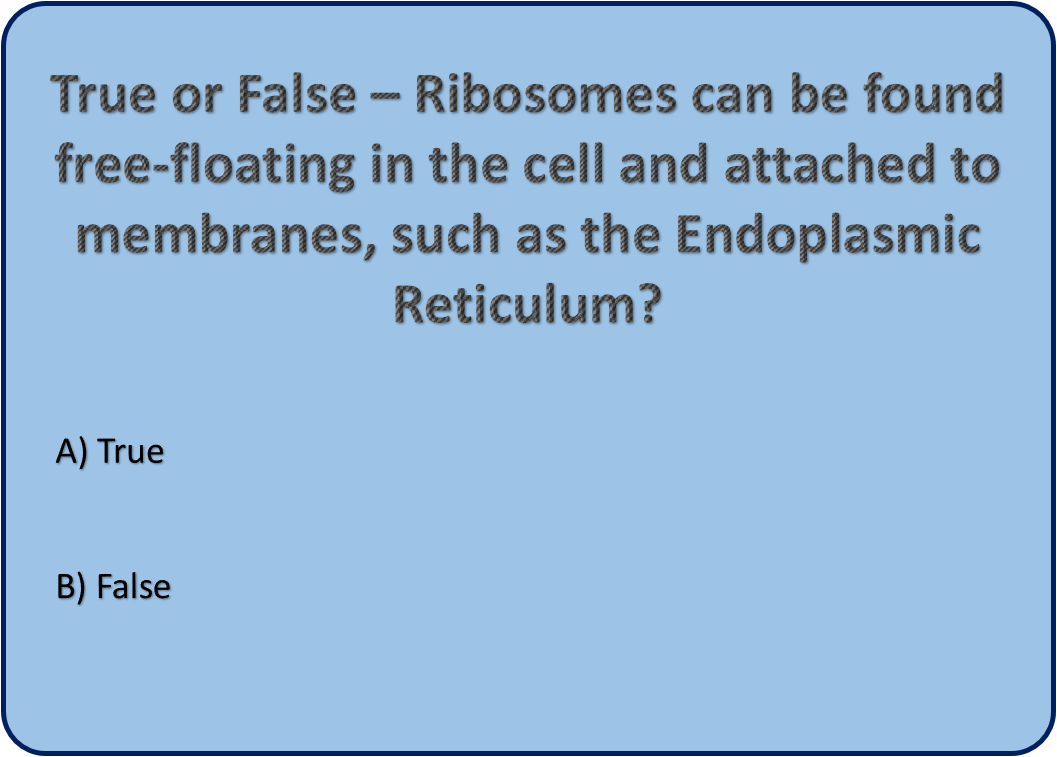 True or False – Ribosomes can be found
free-floating in the cell and attached to
membranes, such as the Endoplasmic
Reticulum?
A) True
B) False